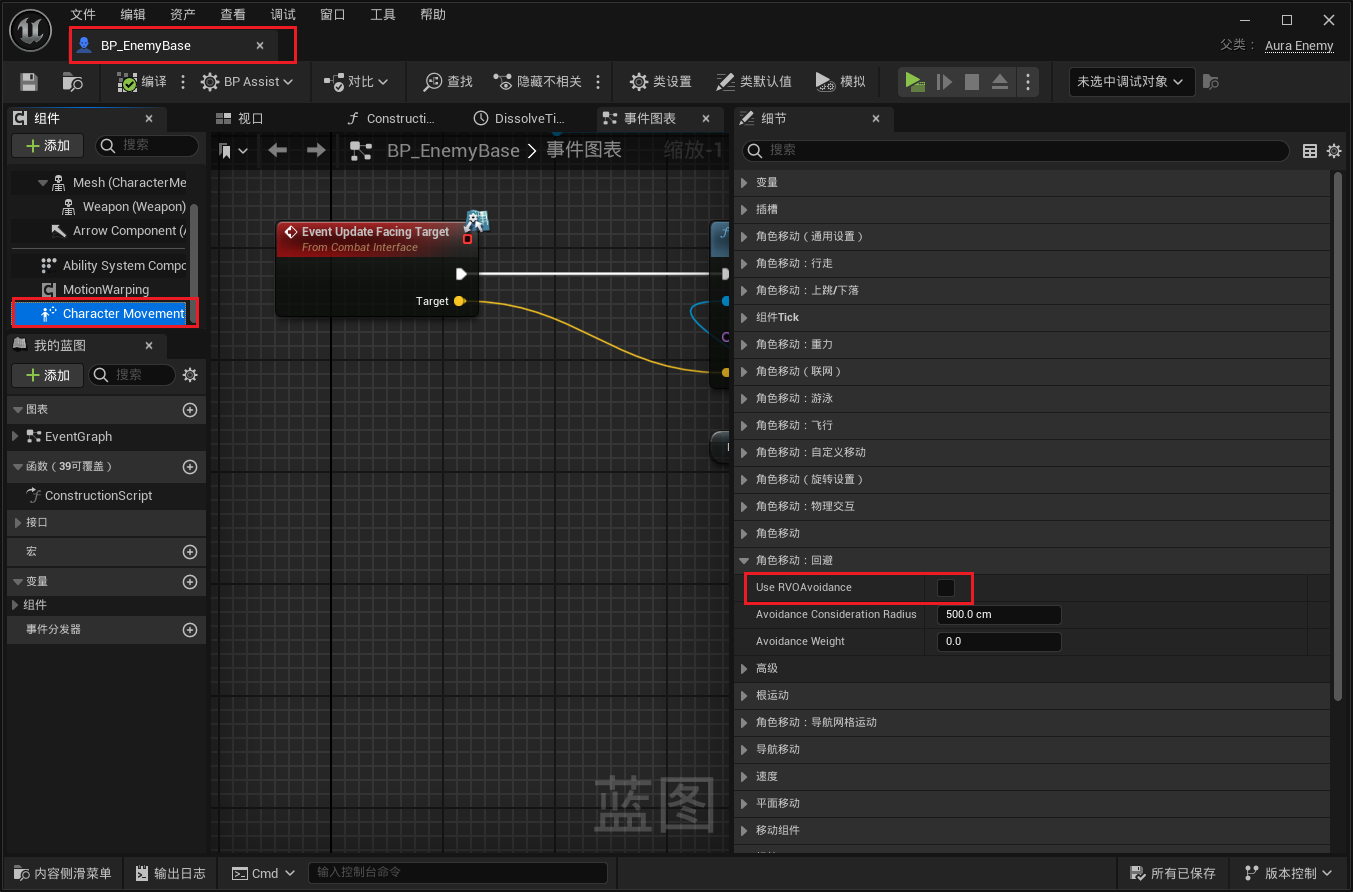 文件 编辑 资产 查看 调试 窗口 工具 帮助
BP_EnemyBase
父类： Aura Enemy
编译 BP Assist 对比 查找 隐藏不相关 类设置 类默认值 模拟 未选中调试对象
组件
添加 搜索
Mesh (CharacterMe
Weapon (Weapon)
Arrow Component (
Ability System Compo
MotionWarping
Character Movement
我的蓝图
添加 搜索
图表
EventGraph
函数（39可覆盖）
ConstructionScript
接口
宏
变量
组件
事件分发器
视口 Constructi... DissolveTi... 事件图表
BP_EnemyBase 事件图表 缩放-1
Event Update Facing Target
From Combat Interface
Target
蓝图
细节
搜索
变量
插槽
角色移动（通用设置）
角色移动：行走
角色移动：上跳/下落
组件Tick
角色移动：重力
角色移动（联网）
角色移动：游泳
角色移动：飞行
角色移动：自定义移动
角色移动（旋转设置）
角色移动：物理交互
角色移动
角色移动：回避
Use RVOAvoidance
Avoidance Consideration Radius 500.0 cm
Avoidance Weight 0.0
高级
根运动
角色移动：导航网格运动
导航移动
速度
平面移动
移动组件
内容侧滑菜单 输出日志 Cmd 输入控制台命令 所有已保存 版本控制